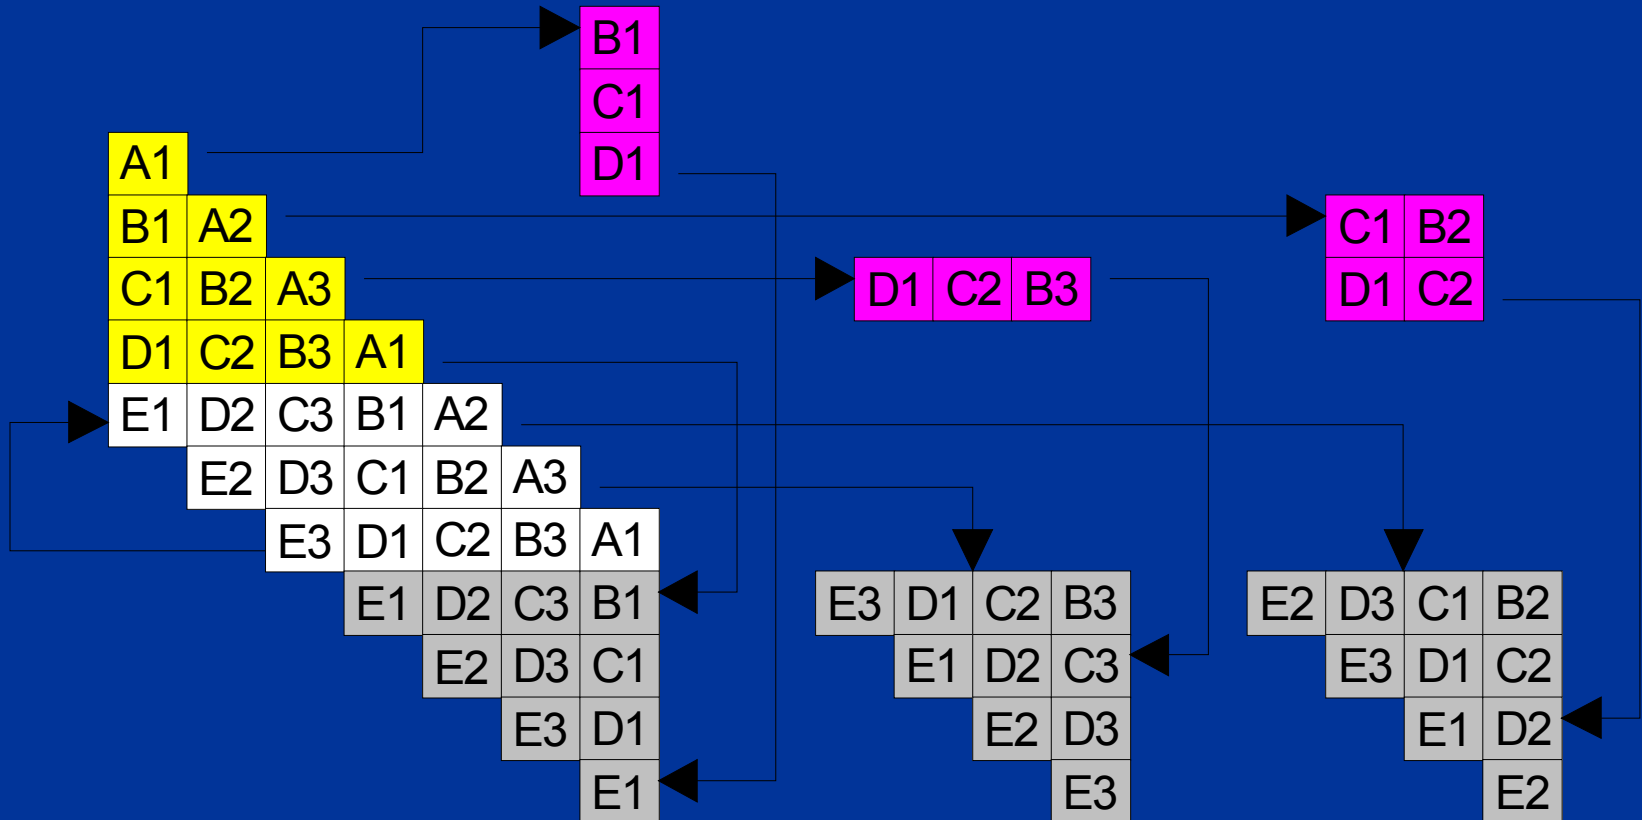 B1
C1
D1
A1
B1 A2
C1 B2 A3
D1 C2 B3 A1
E1 D2 C3 B1 A2
E2 D3 C1 B2 A3
E3 D1 C2 B3 A1
E1 D2 C3 B1
E2 D3 C1
E3 D1
E1
D1 C2 B3
C1 B2
D1 C2
E3 D1 C2 B3
E1 D2 C3
E2 D3
E3
E2 D3 C1 B2
E3 D1 C2
E1 D2
E2